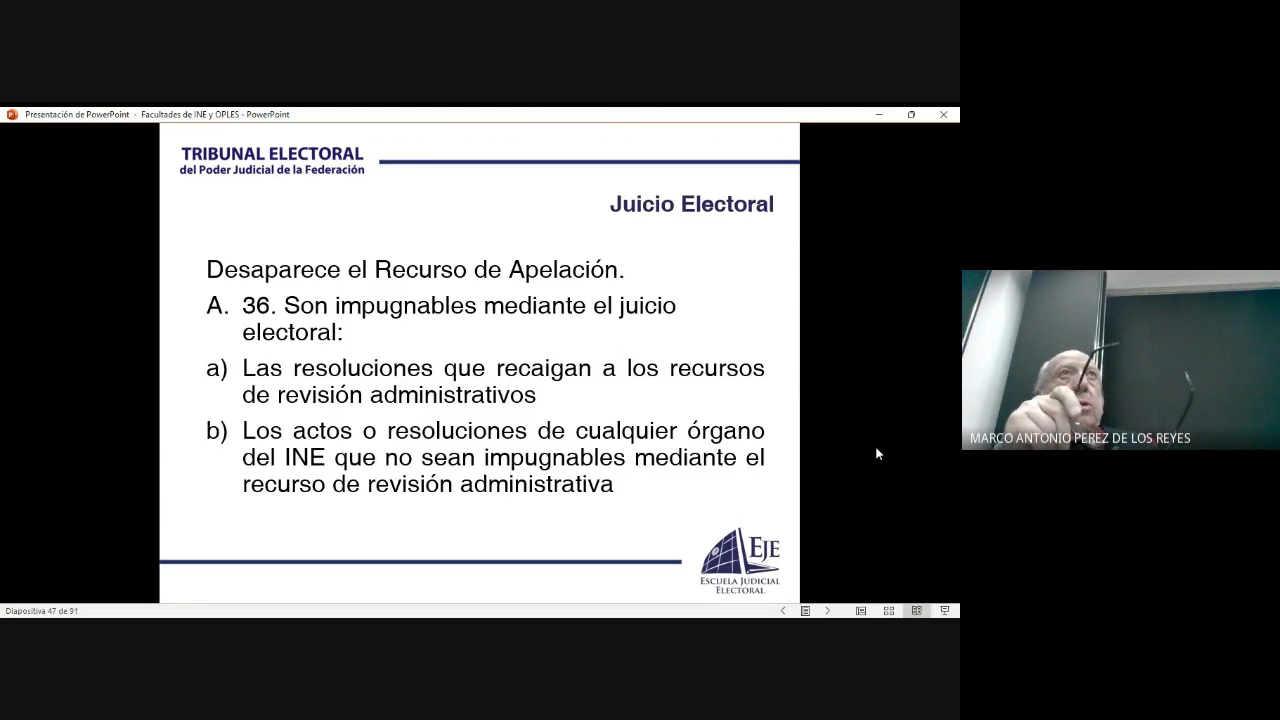 Presentación de PowerPoint - Facultades de INE y OPLES - PowerPoint
TRIBUNAL ELECTORAL
del Poder Judicial de la Federación
Juicio Electoral
Desaparece el Recurso de Apelación.
A. 36. Son impugnables mediante el juicio
electoral:
a) Las resoluciones que recaigan a los recursos
de revisión administrativos
b) Los actos o resoluciones de cualquier órgano
del INE que no sean impugnables mediante el
recurso de revisión administrativa
EJE
ESCUELA JUDICIAL
ELECTORAL
MARCO ANTONIO PEREZ DE LOS REYES
Diapositiva 47 de 91